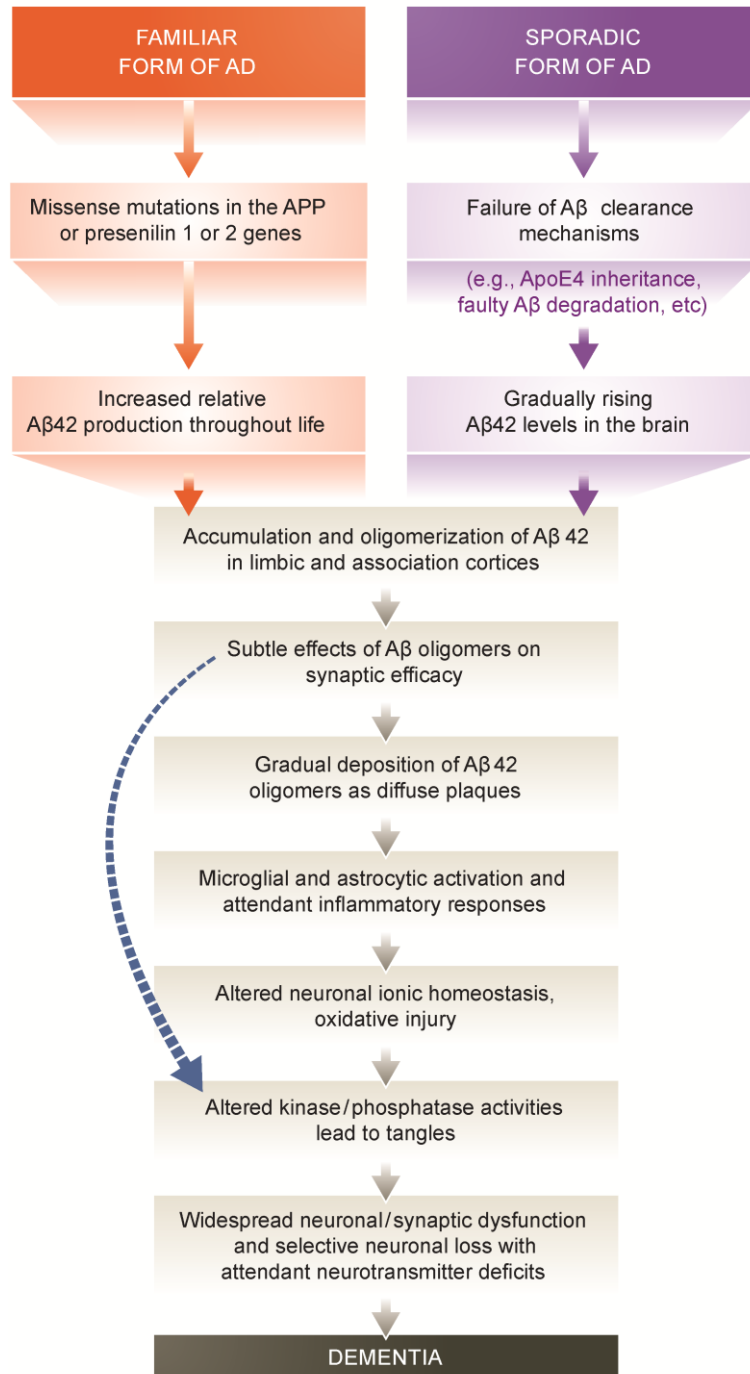 FAMILIAR
FORM OF AD
SPORADIC
FORM OF AD
Missense mutations in the APP
or presenilin 1 or 2 genes
Failure of Aβ clearance
mechanisms
(e.g., ApoE4 inheritance,
faulty Aβ degradation, etc)
Increased relative
Aβ42 production throughout life
Gradually rising
Aβ42 levels in the brain
Accumulation and oligomerization of Aβ 42
in limbic and association cortices
Subtle effects of Aβ oligomers on
synaptic efficacy
Gradual deposition of Aβ 42
oligomers as diffuse plaques
Microglial and astrocytic activation and
attendant inflammatory responses
Altered neuronal ionic homeostasis,
oxidative injury
Altered kinase/phosphatase activities
lead to tangles
Widespread neuronal/synaptic dysfunction
and selective neuronal loss with
attendant neurotransmitter deficits
DEMENTIA